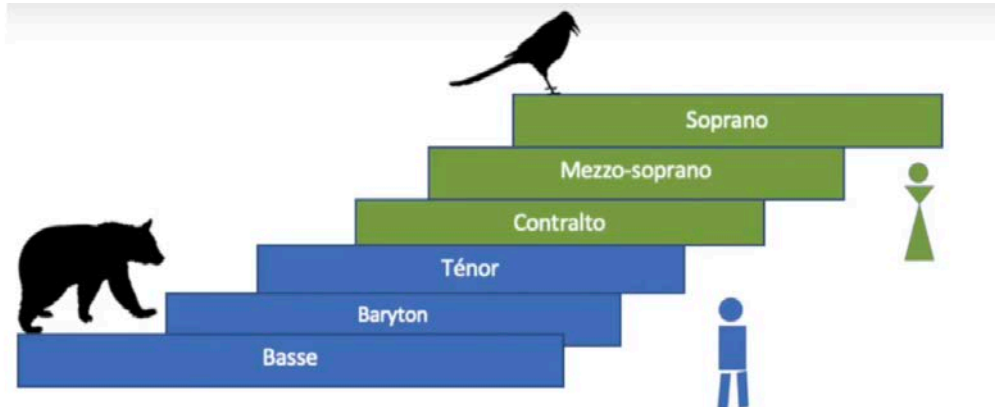 Soprano
Mezzo-soprano
Contralto
Ténor
Baryton
Basse